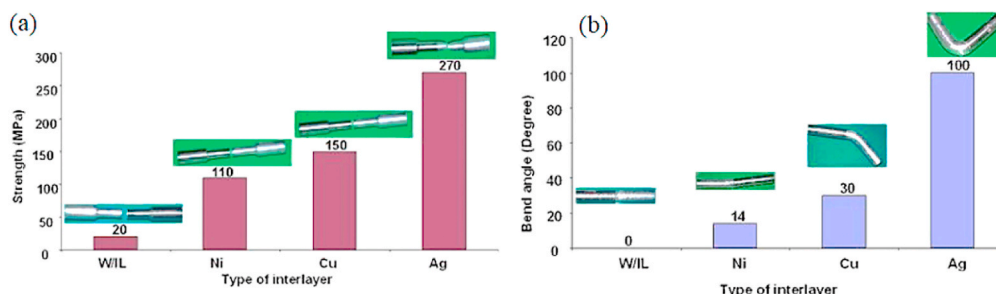 (a)
300
250
200
150
100
50
0
Strength (MPa)
20
110
150
270
W/IL Ni Cu Ag
Type of interlayer
(b)
120
100
80
60
40
20
0
Bend angle (Degree)
0
14
30
100
W/IL Ni Cu Ag
Type of interlayer